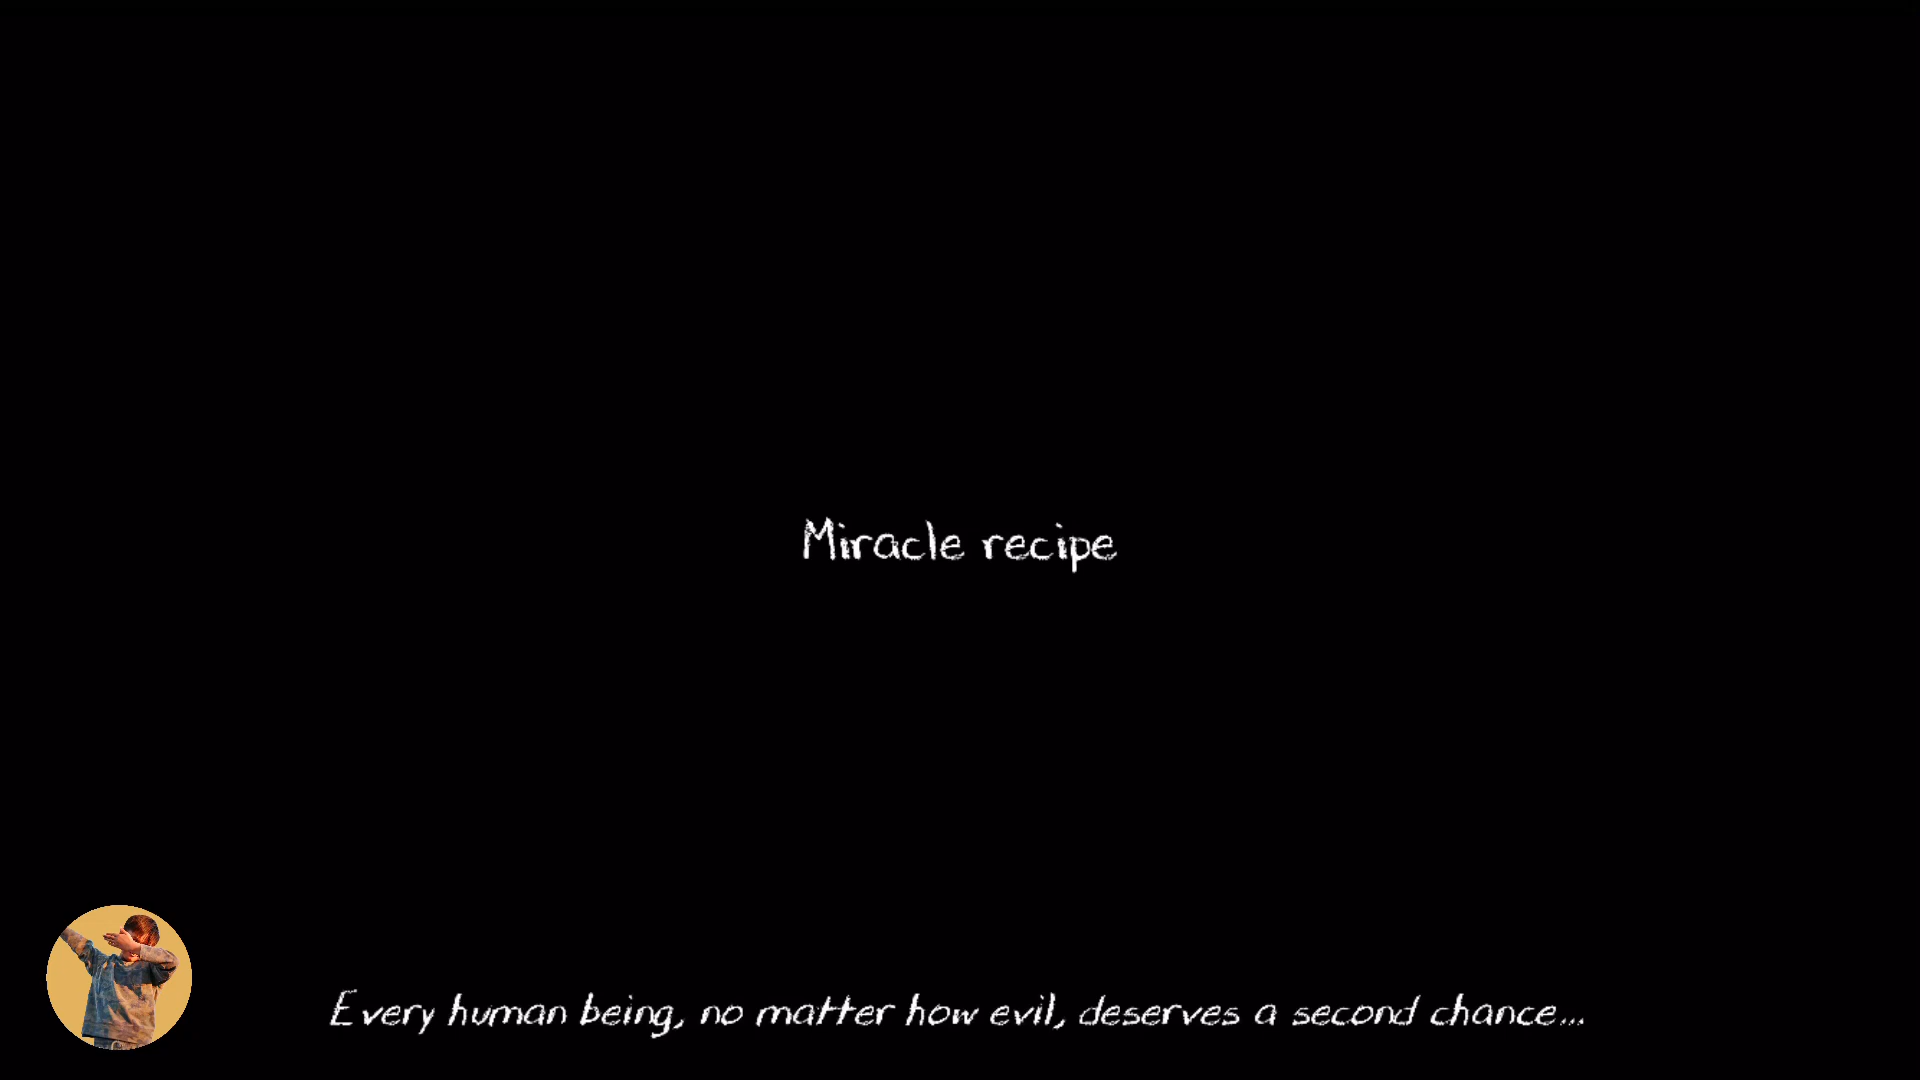 Miracle recipe
Every human being, no matter how evil, deserves a second chance...